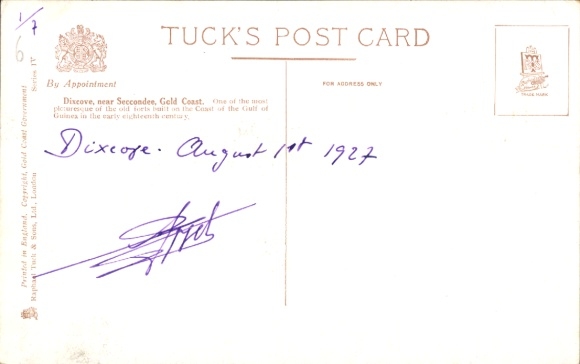 1/7
6
TUCK'S POST CARD
By Appointment
FOR ADDRESS ONLY
TRADE MARK
Dixcove, near Seccondee, Gold Coast. One of the most
picturesque of the old forts built on the Coast of the Gulf of
Guinea in the early eighteenth century.
Dixcove. August 1st 1927
Series IV
Printed in England. Copyright, Gold Coast Government
Raphael Tuck & Sons, Ltd., London